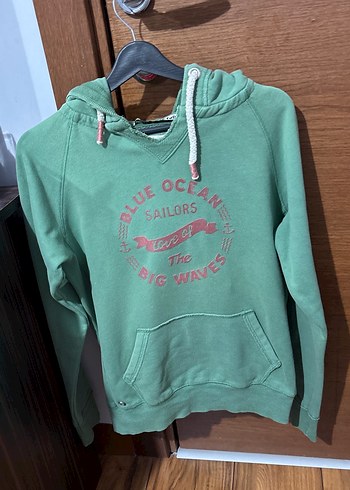 BLUE OCEAN
SAILORS
Love of
The
BIG WAVES